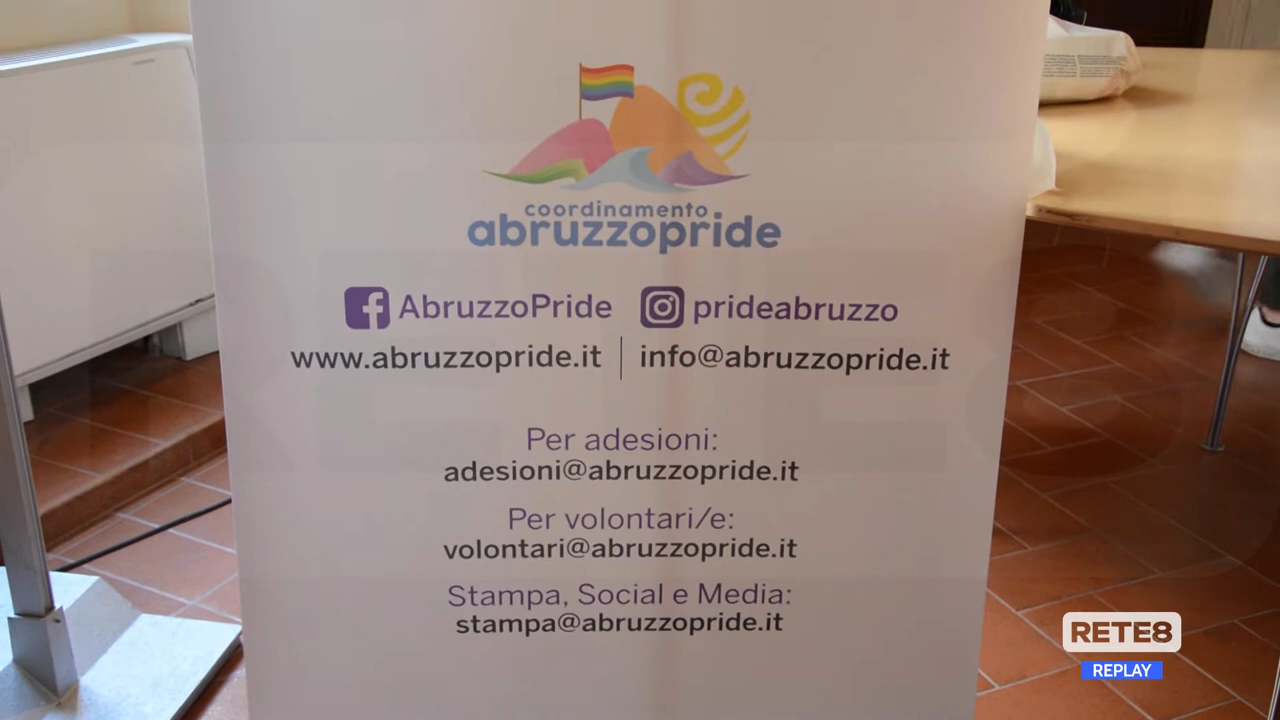 coordinamento
abruzzopride
AbruzzoPride prideabruzzo
www.abruzzopride.it | info@abruzzopride.it
Per adesioni:
adesioni@abruzzopride.it
Per volontari/e:
volontari@abruzzopride.it
Stampa, Social e Media:
stampa@abruzzopride.it
RETE8
REPLAY